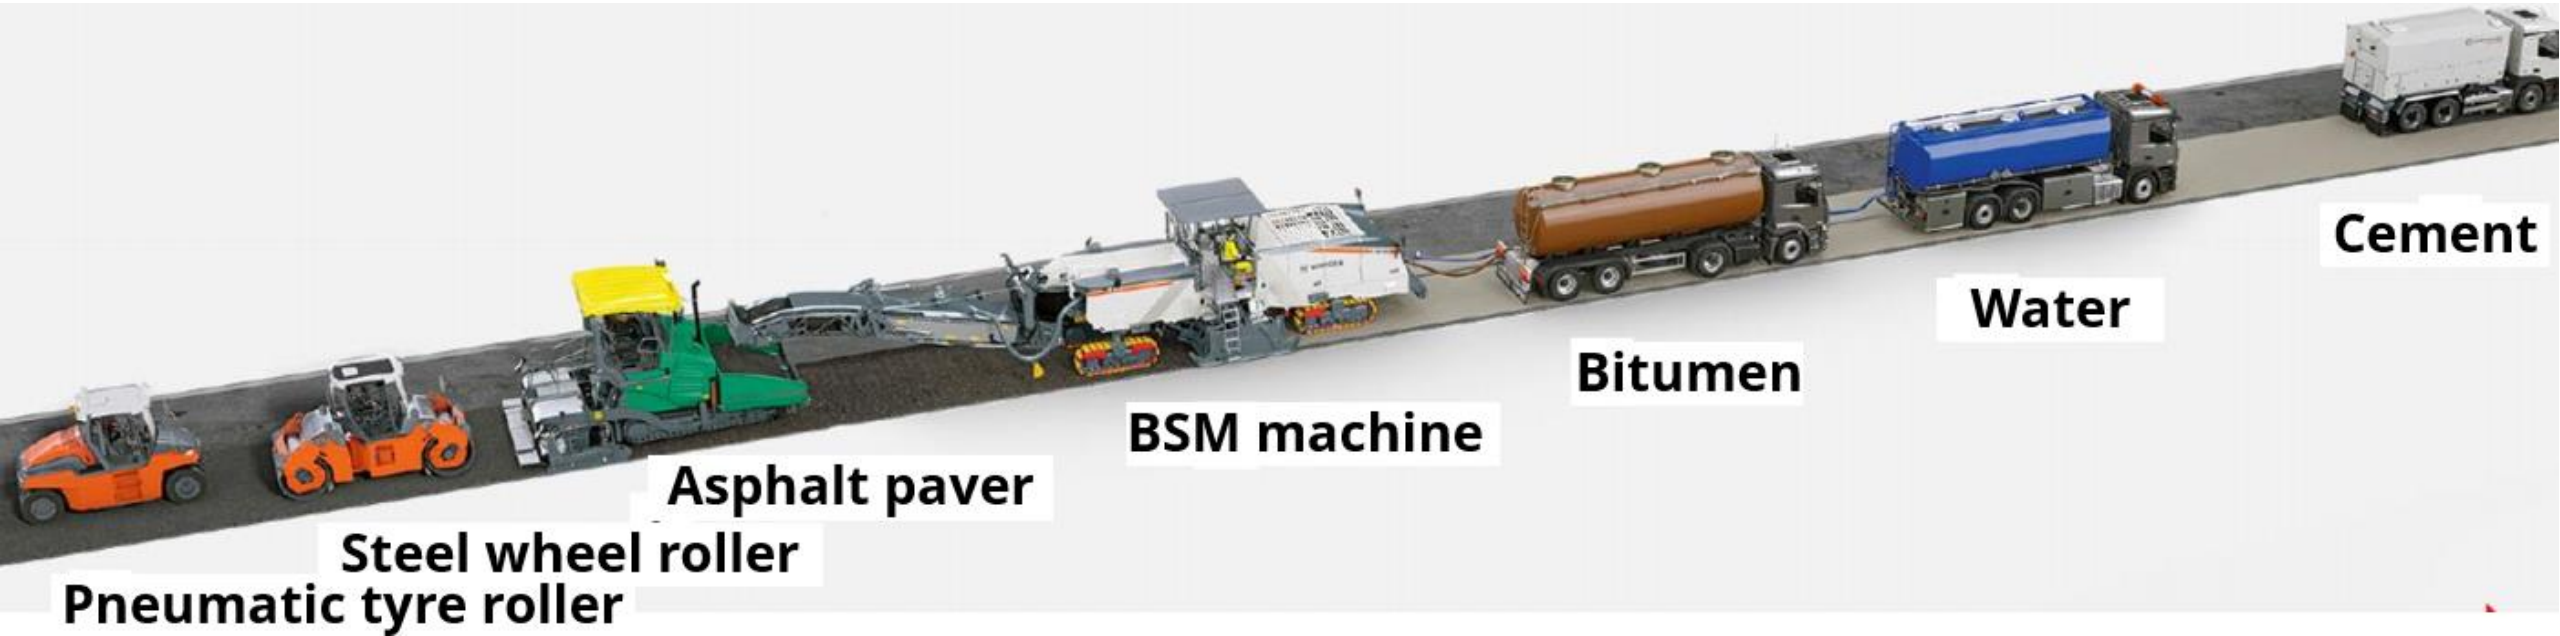 Cement
Water
Bitumen
BSM machine
Asphalt paver
Steel wheel roller
Pneumatic tyre roller